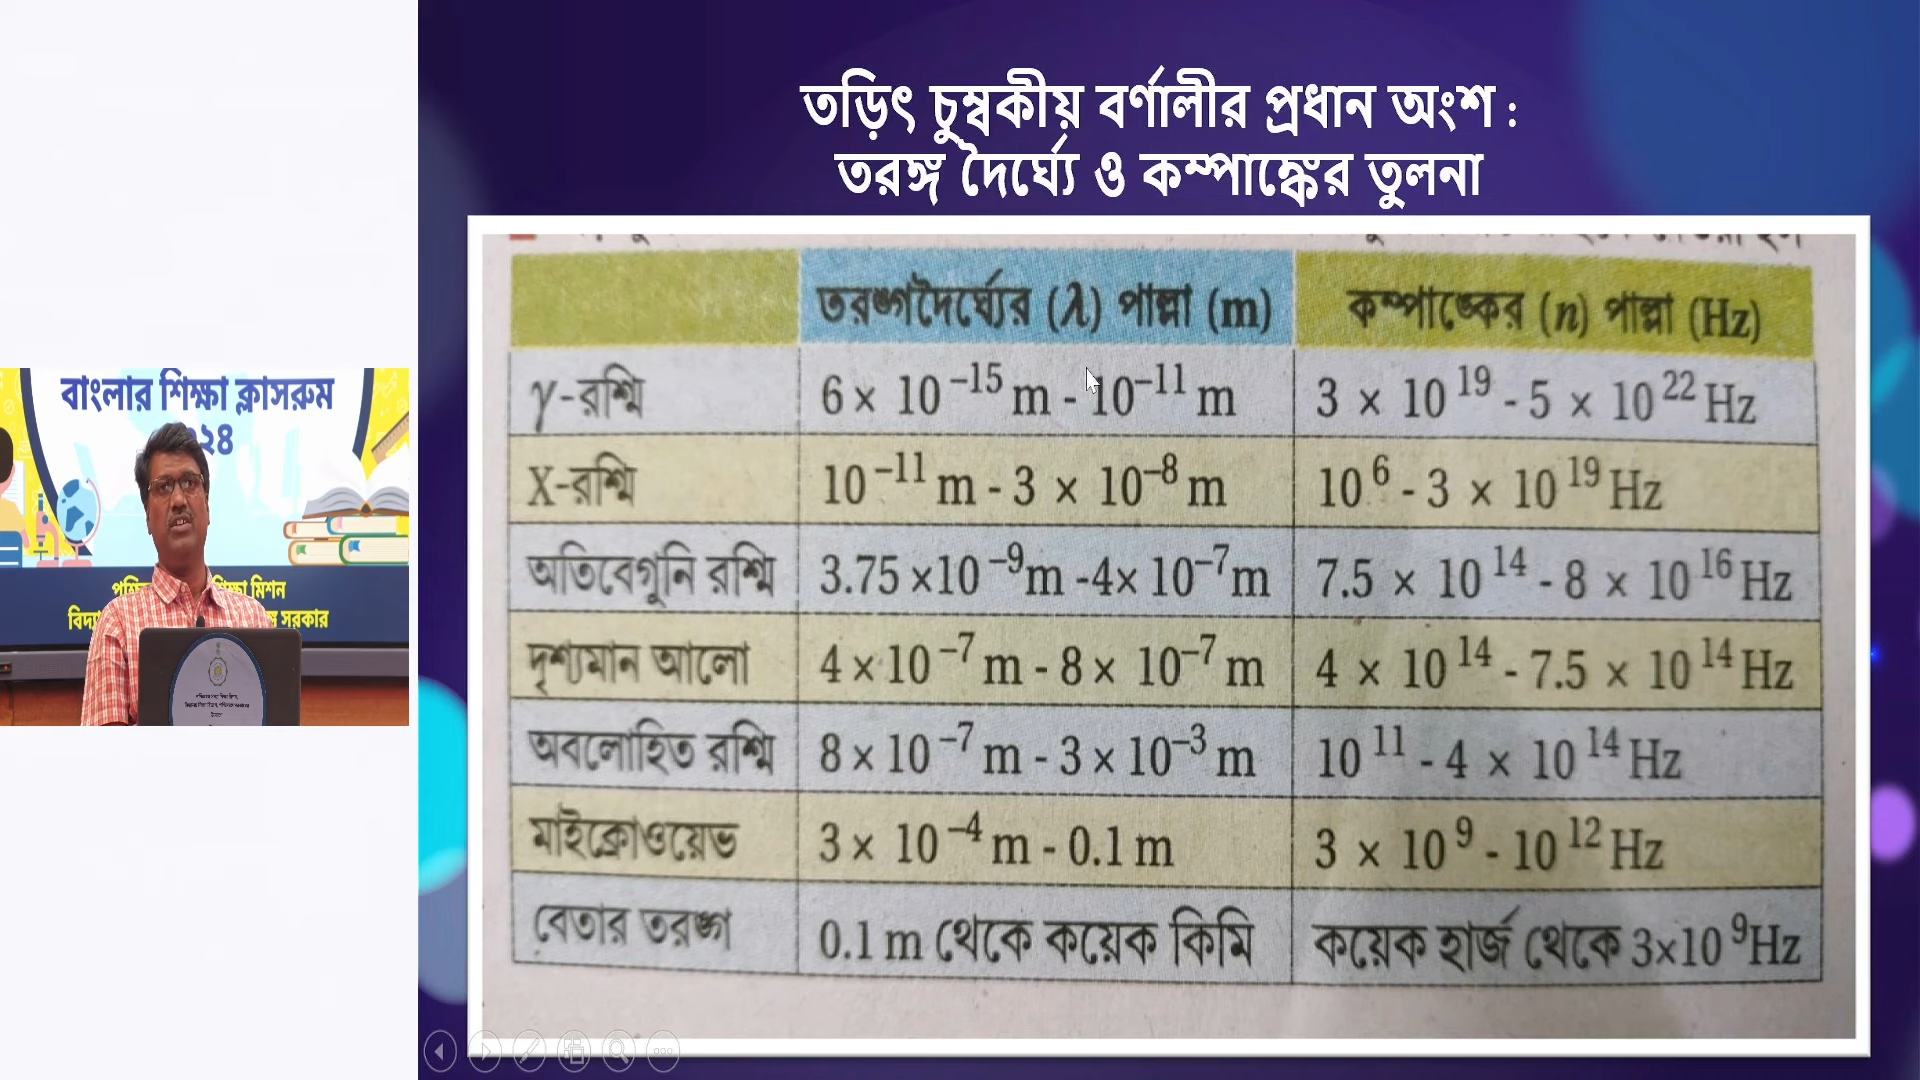 তড়িৎ চুম্বকীয় বর্ণালীর প্রধান অংশ :
তরঙ্গ দৈর্ঘ্যে ও কম্পাঙ্কের তুলনা
তরঙ্গদৈর্ঘ্যের (λ) পাল্লা (m) কম্পাঙ্কের (n) পাল্লা (Hz)
γ-রশ্মি 6 × 10⁻¹⁵ m - 10⁻¹¹ m 3 × 10¹⁹ - 5 × 10²² Hz
X-রশ্মি 10⁻¹¹ m - 3 × 10⁻⁸ m 10⁶ - 3 × 10¹⁹ Hz
অতিবেগুনি রশ্মি 3.75 ×10⁻⁹m -4× 10⁻⁷m 7.5 × 10¹⁴ - 8 × 10¹⁶ Hz
দৃশ্যমান আলো 4 × 10⁻⁷ m - 8 × 10⁻⁷ m 4 × 10¹⁴ - 7.5 × 10¹⁴ Hz
অবলোহিত রশ্মি 8 × 10⁻⁷ m - 3 × 10⁻³ m 10¹¹ - 4 × 10¹⁴ Hz
মাইক্রোওয়েভ 3 × 10⁻⁴ m - 0.1 m 3 × 10⁹ - 10¹² Hz
বেতার তরঙ্গ 0.1 m থেকে কয়েক কিমি কয়েক হার্জ থেকে 3×10⁹Hz
বাংলার শিক্ষা ক্লাসরুম
২৪
মিশন
সরকার